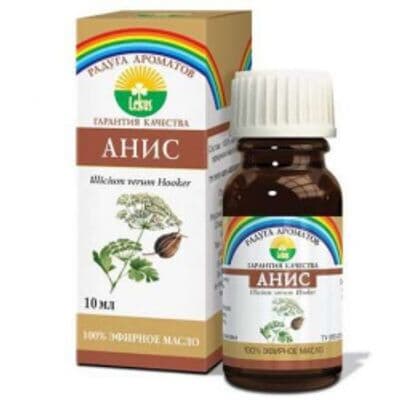 РАДУГА АРОМАТОВ
Lekus
ГАРАНТИЯ КАЧЕСТВА
АНИС
Illicium verum Hooker
10 мл
100% ЭФИРНОЕ МАСЛО
РАДУГА АРОМАТОВ
Lekus
ГАРАНТИЯ КАЧЕСТВА
АНИС
Illicium verum Hooker
100% ЭФИРНОЕ МАСЛО